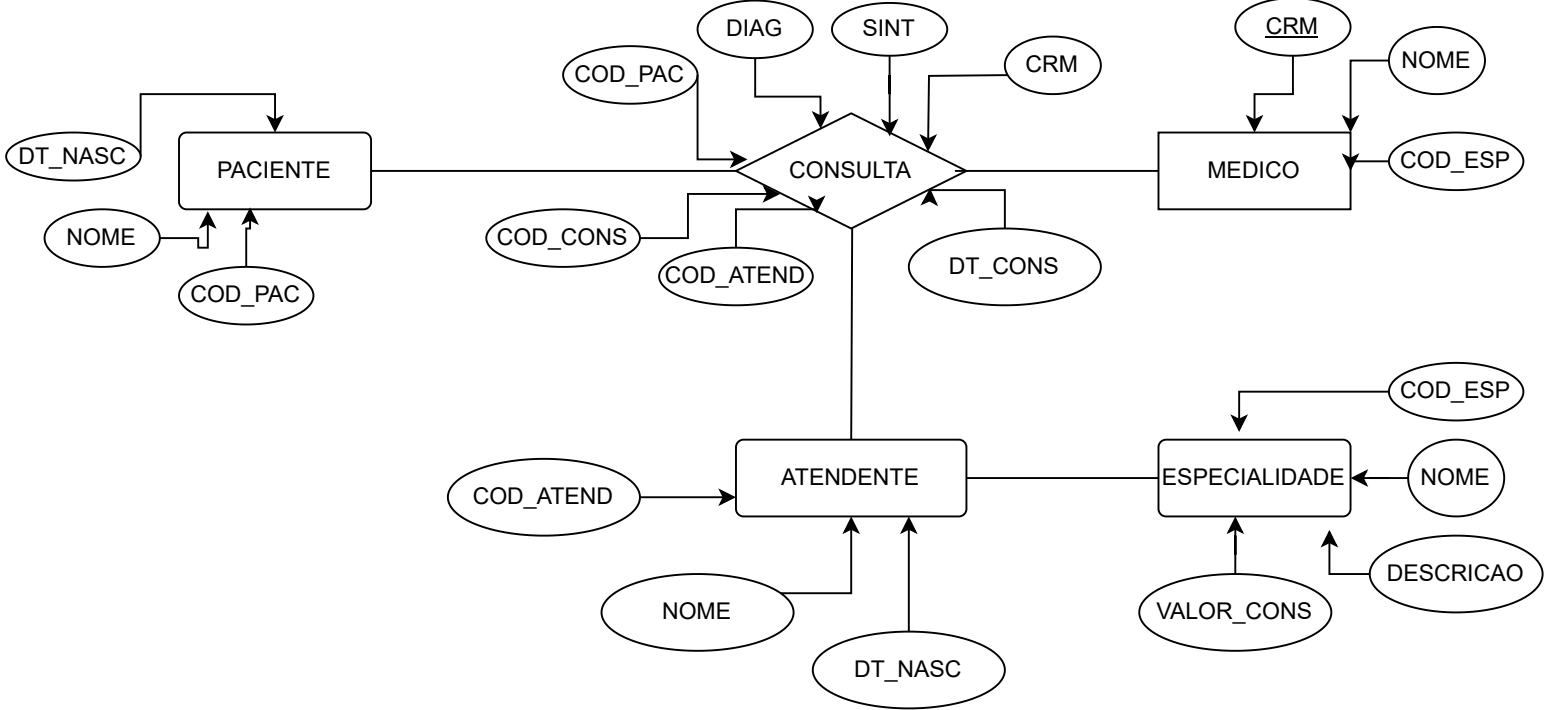 DIAG
SINT
CRM
CRM
NOME
COD_PAC
DT_NASC
PACIENTE
CONSULTA
MEDICO
COD_ESP
NOME
COD_CONS
COD_ATEND
DT_CONS
COD_PAC
COD_ESP
ATENDENTE
ESPECIALIDADE
NOME
COD_ATEND
DESCRICAO
NOME
VALOR_CONS
DT_NASC